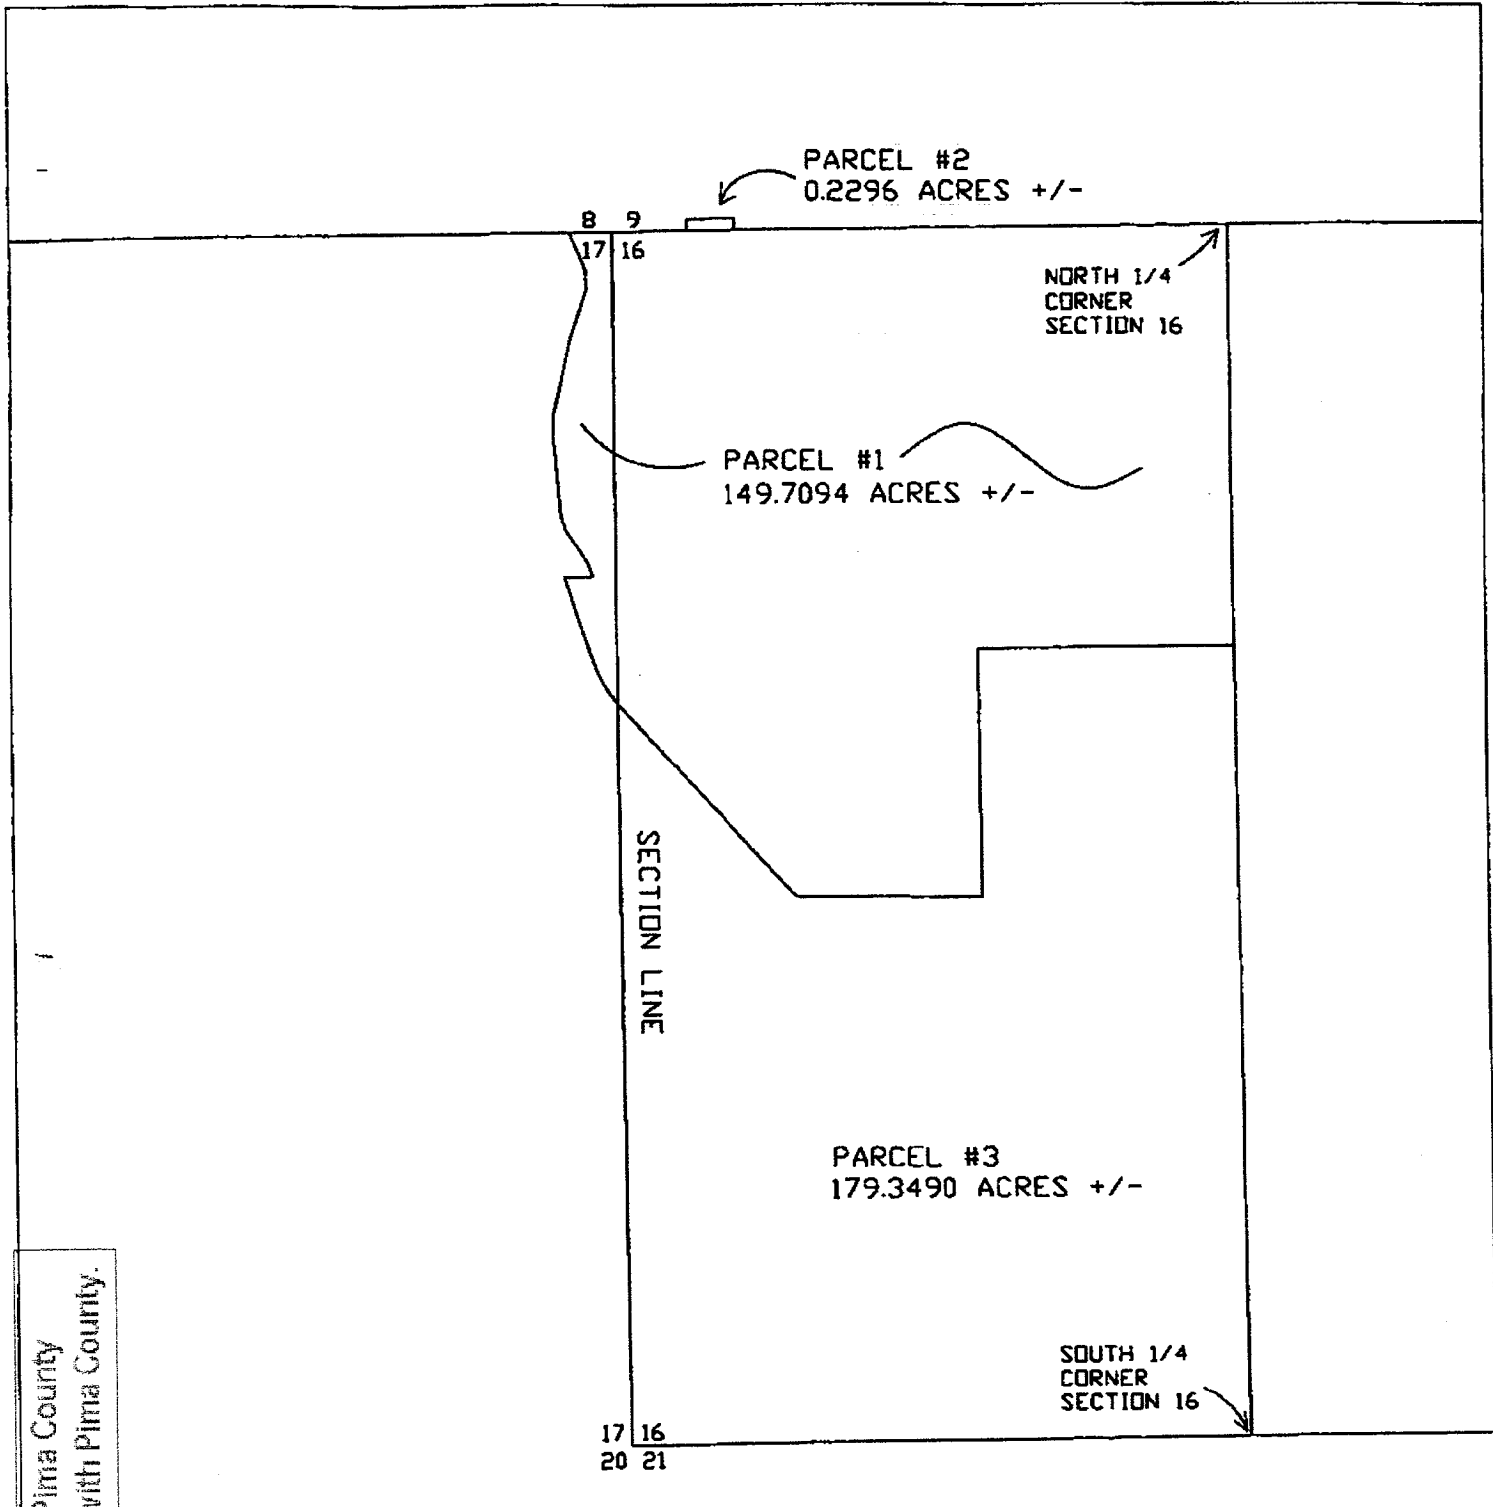 PARCEL #2
0.2296 ACRES +/-
8 9
17 16
NORTH 1/4
CORNER
SECTION 16
PARCEL #1
149.7094 ACRES +/-
SECTION LINE
PARCEL #3
179.3490 ACRES +/-
SOUTH 1/4
CORNER
SECTION 16
17 16
20 21
Pima County
with Pima County.